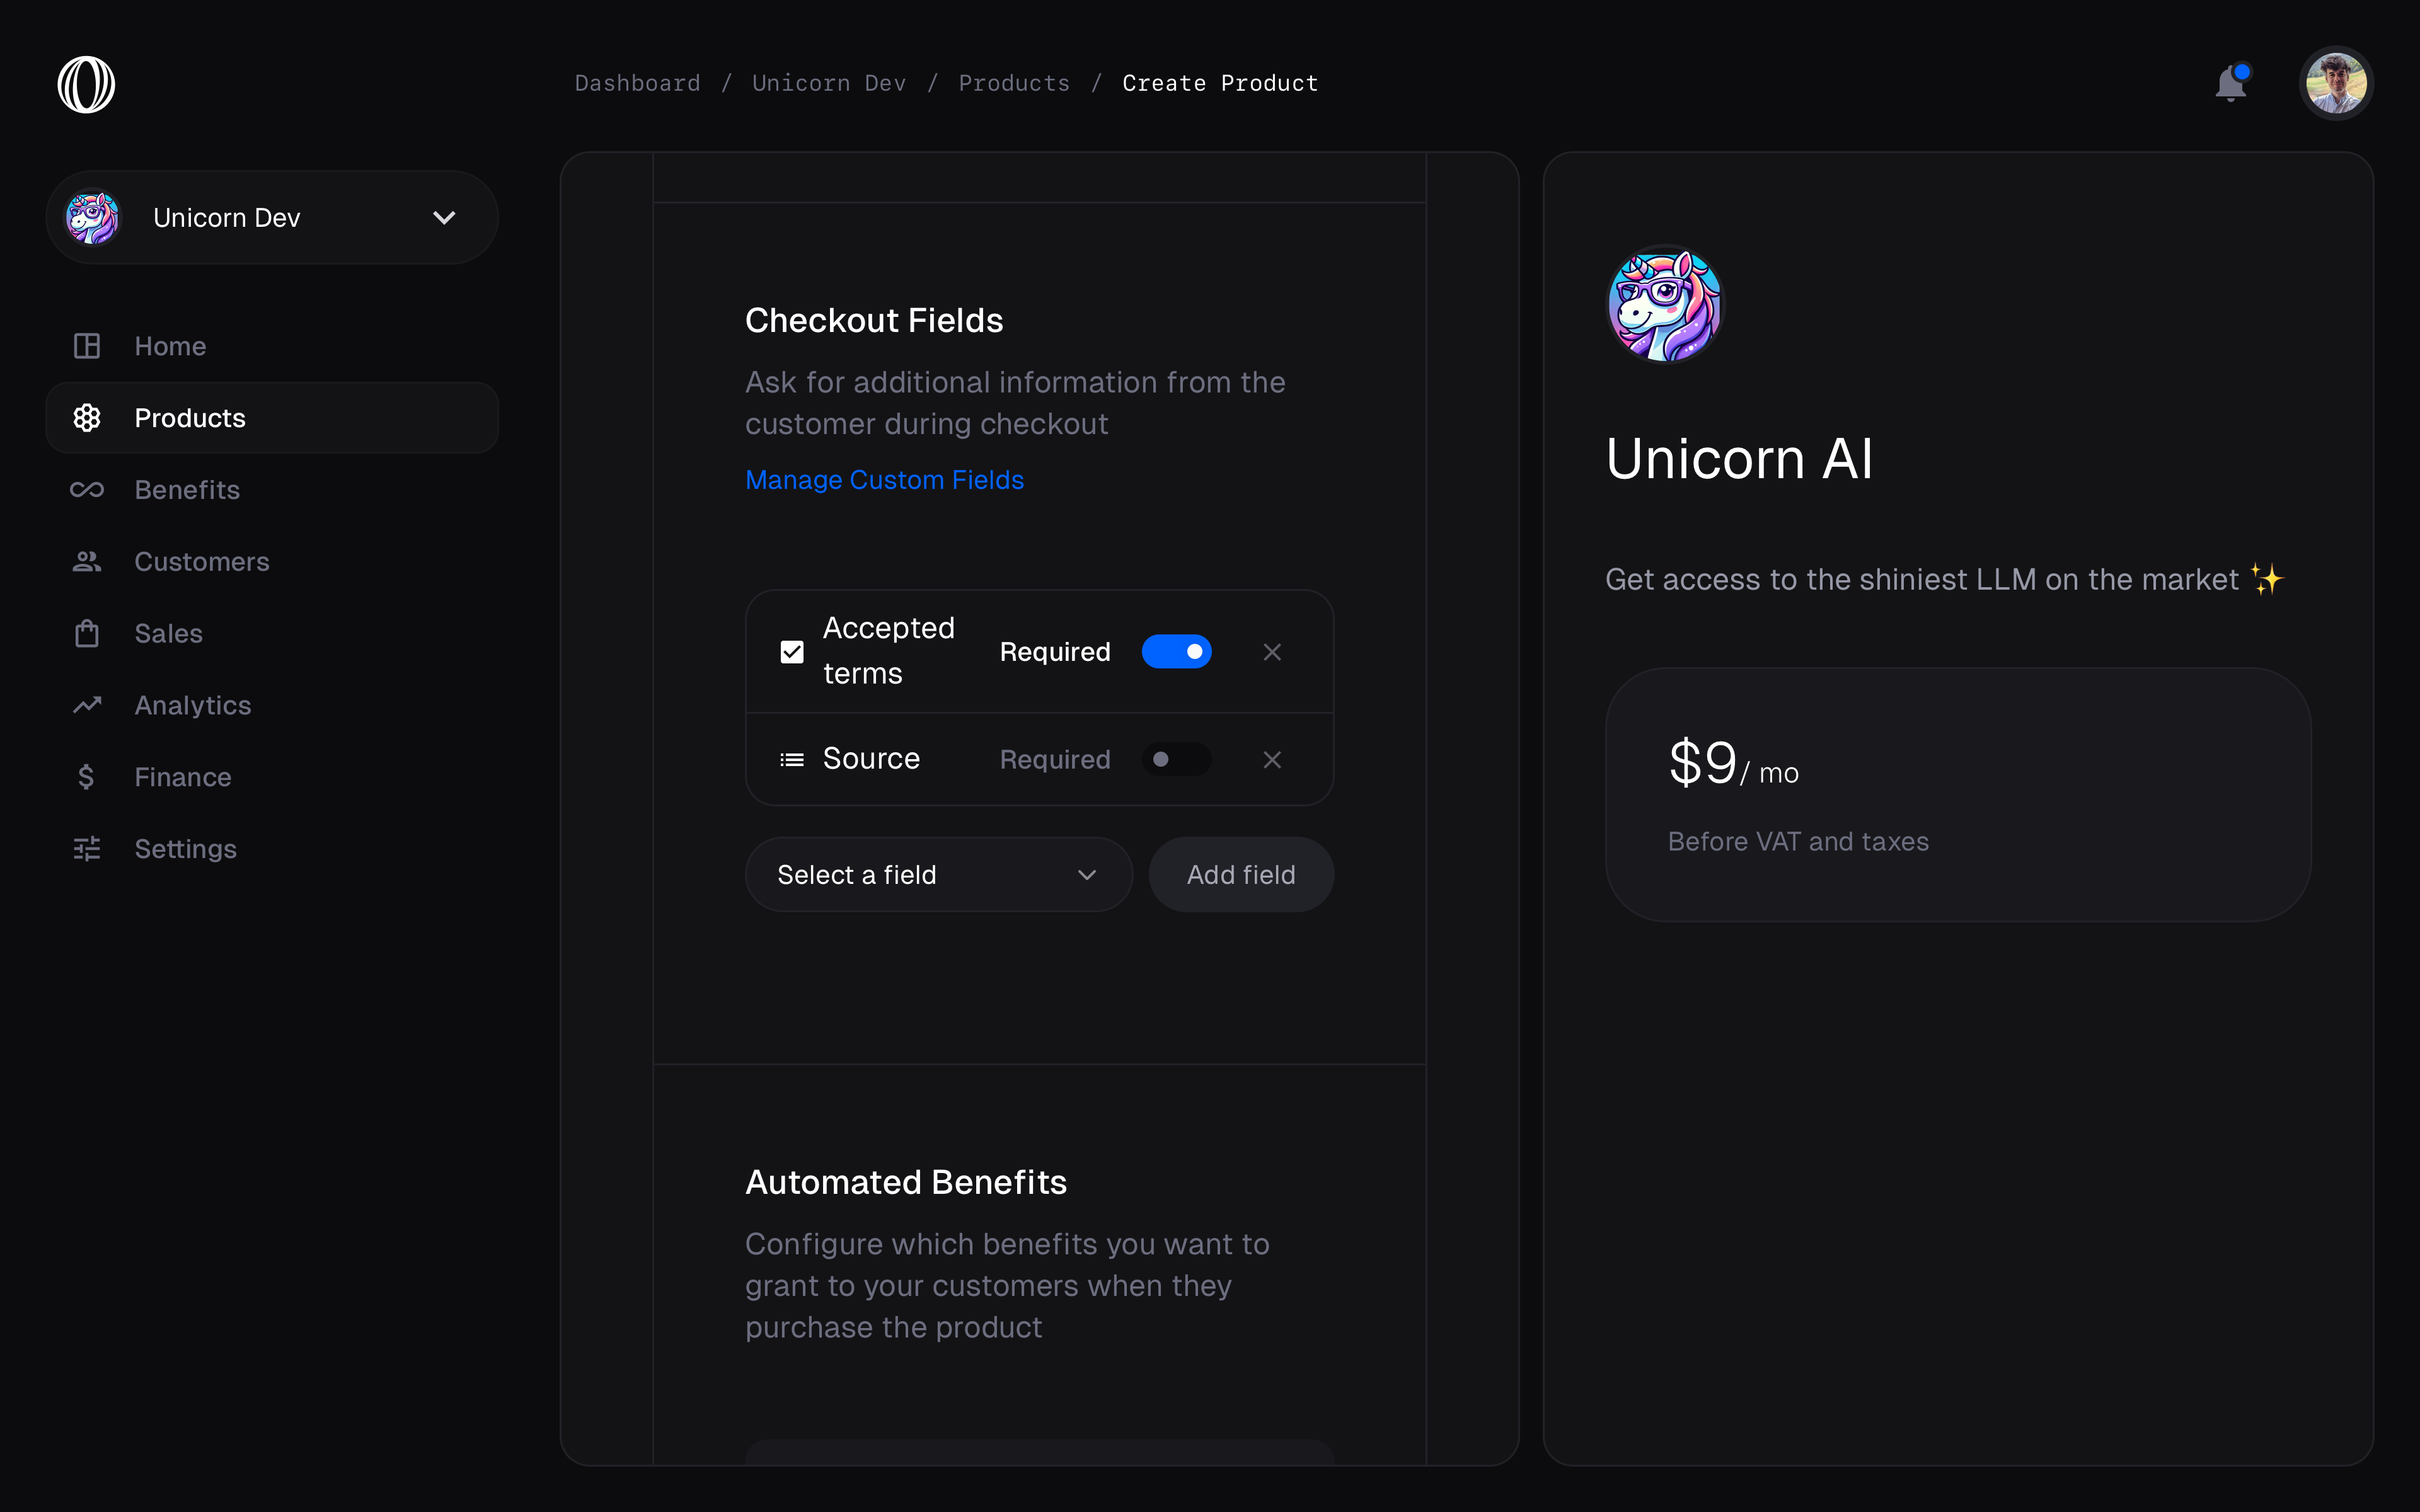 Dashboard / Unicorn Dev / Products / Create Product
Unicorn Dev
Home
Products
Benefits
Customers
Sales
Analytics
Finance
Settings
Checkout Fields
Ask for additional information from the
customer during checkout
Manage Custom Fields
Accepted
terms
Required
Source
Required
Select a field
Add field
Automated Benefits
Configure which benefits you want to
grant to your customers when they
purchase the product
Unicorn AI
Get access to the shiniest LLM on the market ✨
$9/ mo
Before VAT and taxes